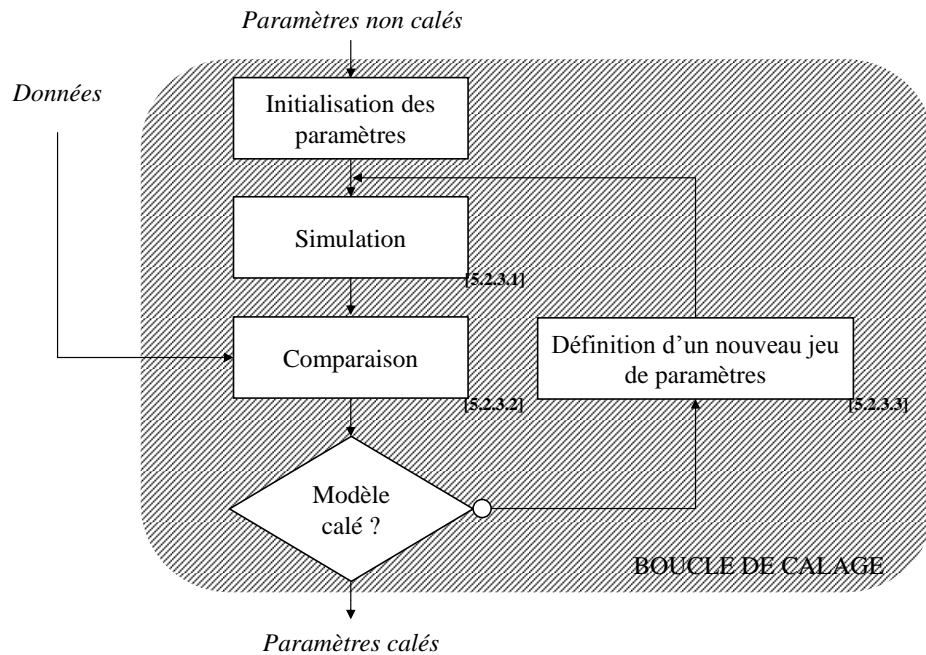 Paramètres non calés
Données
Initialisation des
paramètres
Simulation
[5.2.3.1]
Comparaison
[5.2.3.2]
Définition d’un nouveau jeu
de paramètres
[5.2.3.3]
Modèle
calé ?
BOUCLE DE CALAGE
Paramètres calés